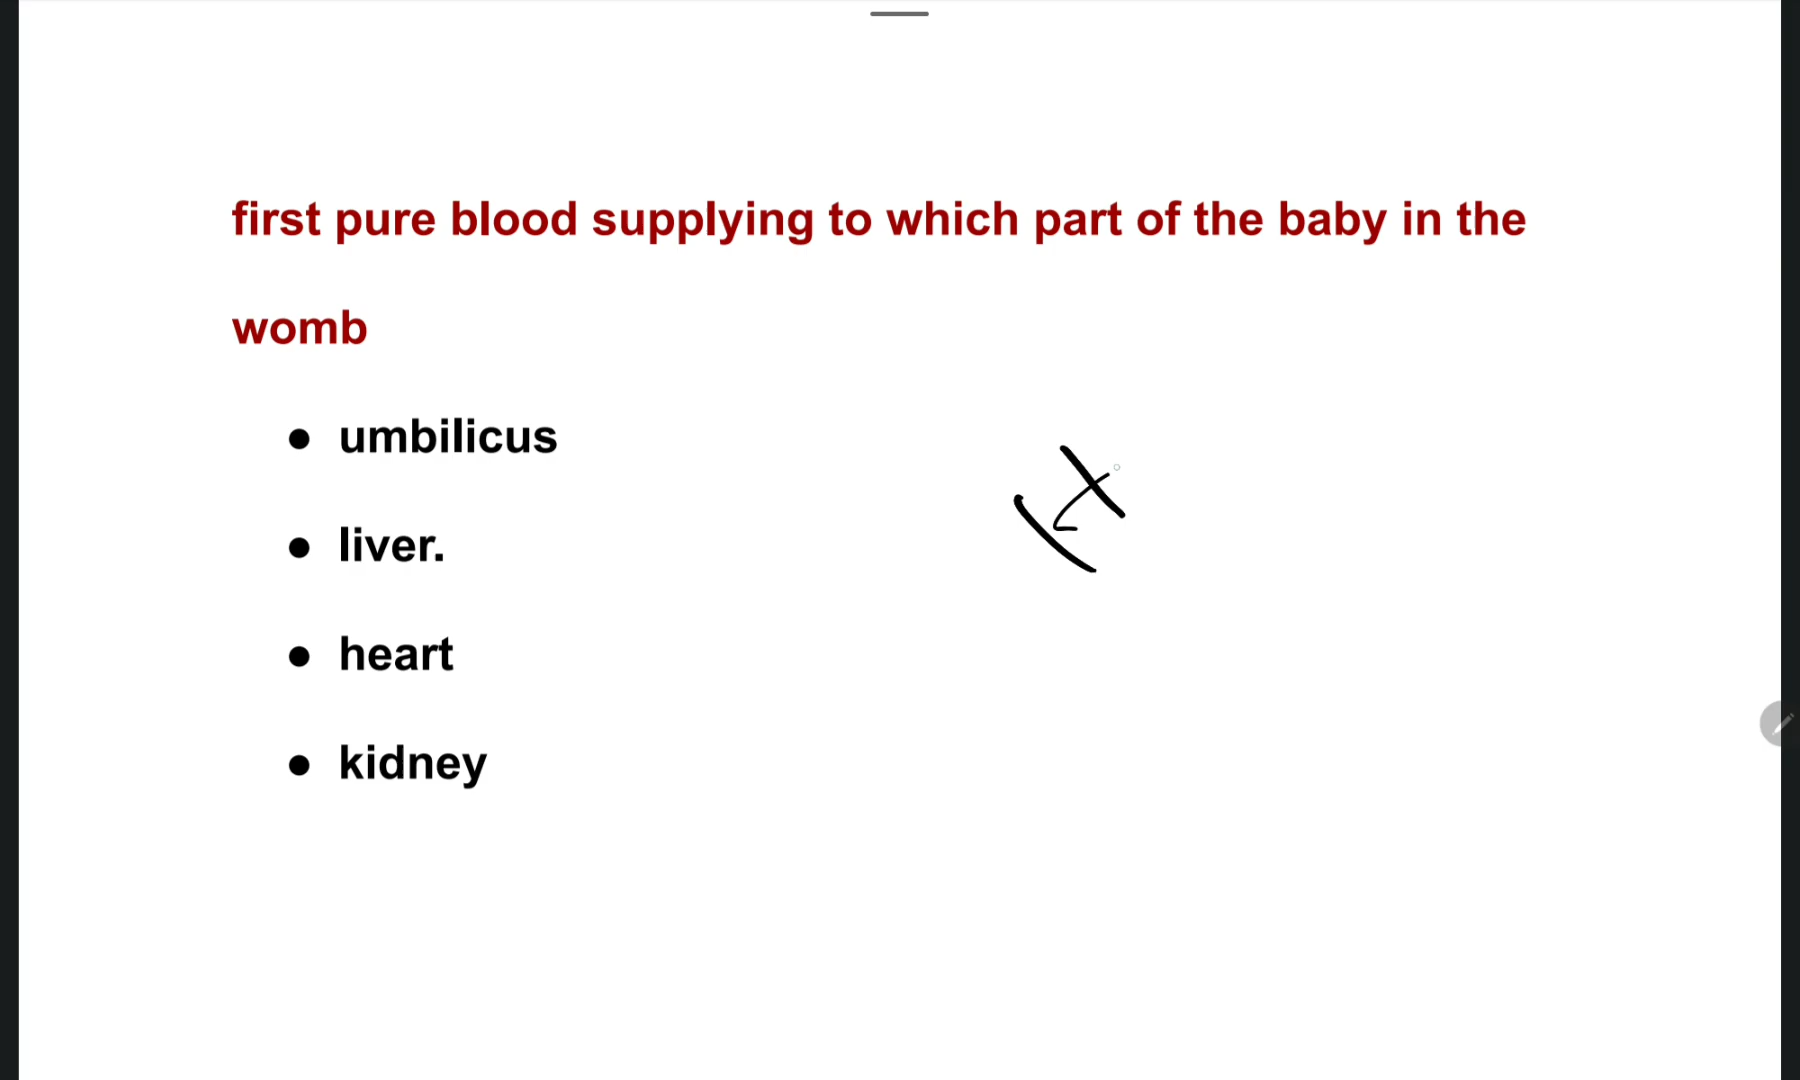 first pure blood supplying to which part of the baby in the
womb
● umbilicus
● liver.
● heart
● kidney